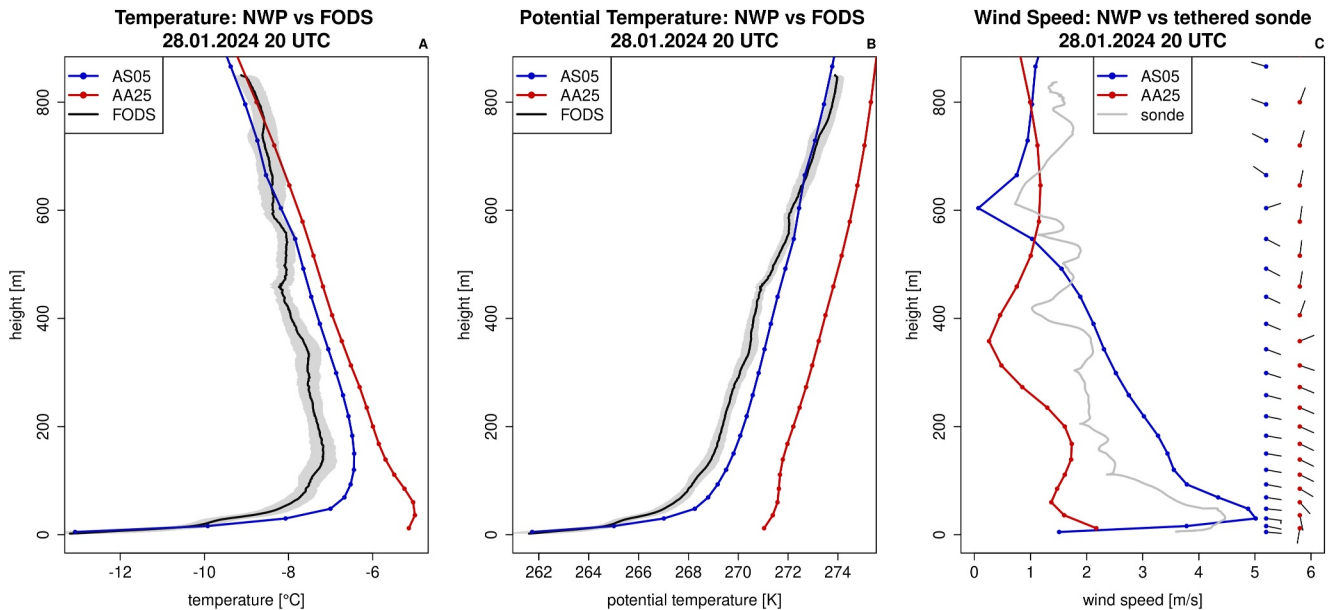 Temperature: NWP vs FODS
28.01.2024 20 UTC
A
AS05
AA25
FODS
800
600
400
200
0
height [m]
-12 -10 -8 -6
temperature [°C]
Potential Temperature: NWP vs FODS
28.01.2024 20 UTC
B
AS05
AA25
FODS
800
600
400
200
0
height [m]
262 264 266 268 270 272 274
potential temperature [K]
Wind Speed: NWP vs tethered sonde
28.01.2024 20 UTC
C
AS05
AA25
sonde
800
600
400
200
0
height [m]
0 1 2 3 4 5 6
wind speed [m/s]